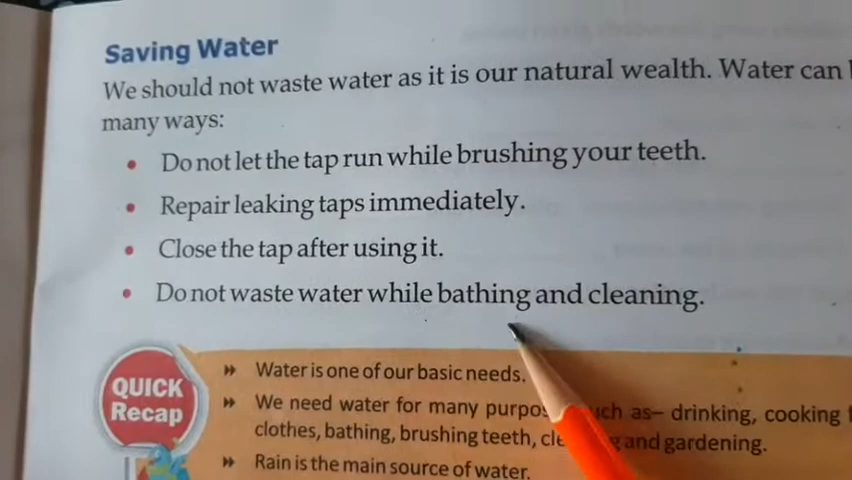 Saving Water
We should not waste water as it is our natural wealth. Water can
many ways:
• Do not let the tap run while brushing your teeth.
• Repair leaking taps immediately.
• Close the tap after using it.
• Do not waste water while bathing and cleaning.
QUICK
Recap
Water is one of our basic needs.
We need water for many such as– drinking, cooking
clothes, bathing, brushing teeth, and gardening.
Rain is the main source of water.